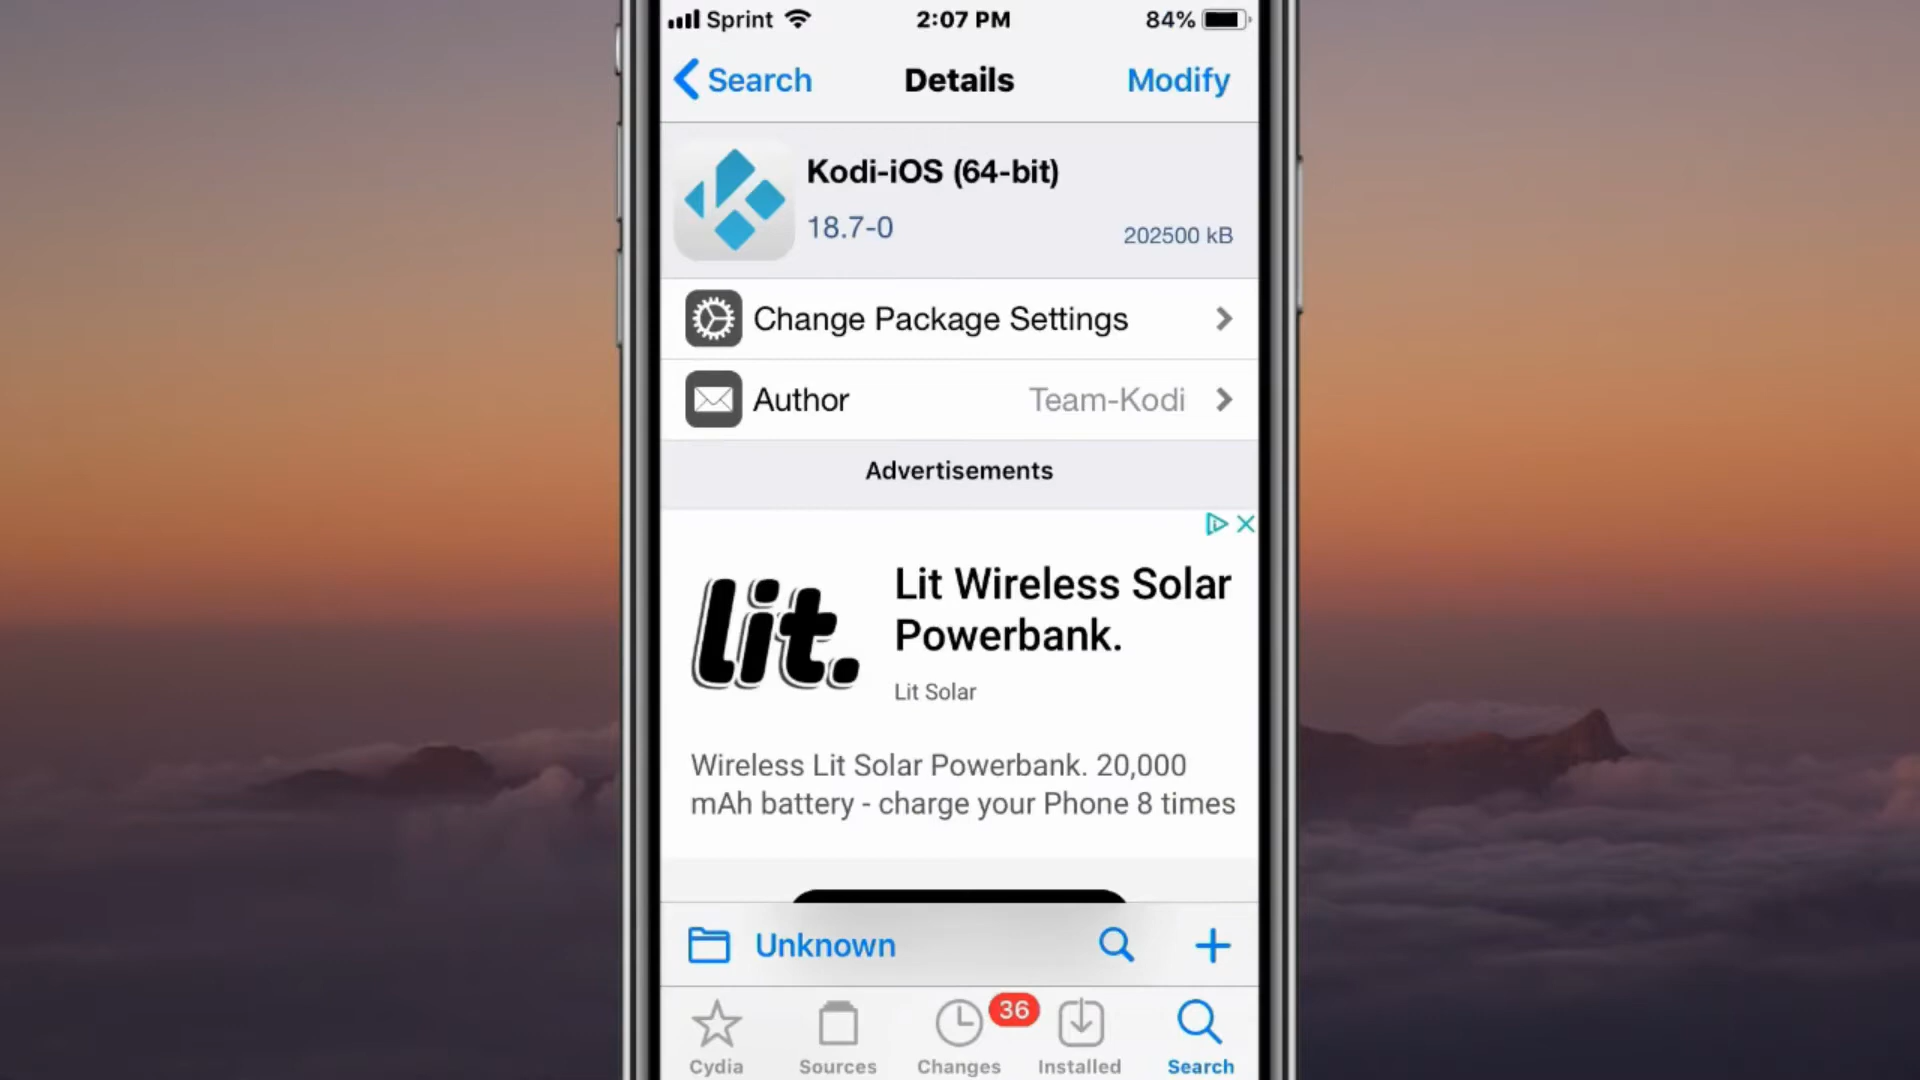 Sprint 2:07 PM 84%
Search Details Modify
Kodi-iOS (64-bit)
18.7-0 202500 kB
Change Package Settings
Author Team-Kodi
Advertisements
lit.
Lit Wireless Solar
Powerbank.
Lit Solar
Wireless Lit Solar Powerbank. 20,000
mAh battery - charge your Phone 8 times
Unknown
36
Cydia Sources Changes Installed Search